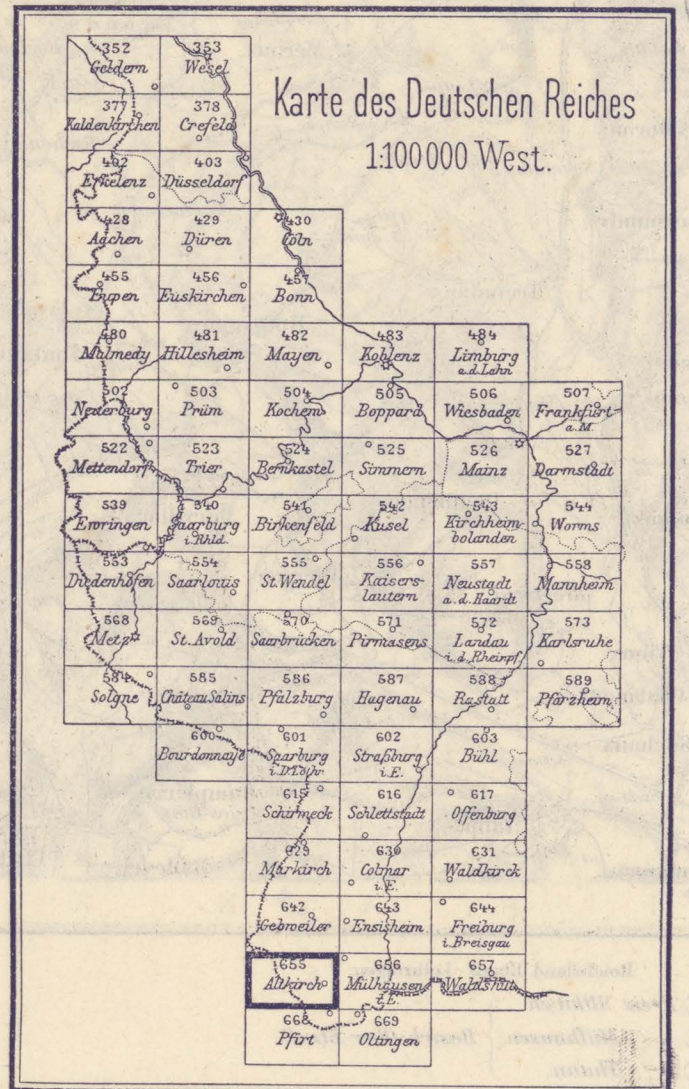 Karte des Deutschen Reiches
1:100000 West.
352 353
Geldern Wesel
377 378
Kaldenkirchen Crefeld
402 403
Erkelenz Düsseldorf
428 429 430
Aachen Düren Cöln
455 456 457
Eupen Euskirchen Bonn
480 481 482 483 484
Malmedy Hillesheim Mayen Koblenz Limburg
a.d.Lahn
502 503 504 505 506 507
Neuerburg Prüm Kochem Boppard Wiesbaden Frankfurt
a.M.
522 523 524 525 526 527
Mettendorf Trier Bernkastel Simmern Mainz Darmstadt
539 540 541 542 543 544
Ewringen Saarburg Birkenfeld Kusel Kirchheim- Worms
i.Rhld. bolanden
553 554 555 556 557 558
Diedenhofen Saarlouis St.Wendel Kaisers- Neustadt Mannheim
lautern a.d.Haardt
568 569 570 571 572 573
Metz St.Avold Saarbrücken Pirmasens Landau Karlsruhe
i.d.Rheinpf.
584 585 586 587 588 589
Solgne Château Salins Pfalzburg Hagenau Rastatt Pforzheim
600 601 602 603
Bourdonnaye Saarburg Straßburg Bühl
i.D.Lothr i.E.
615 616 617
Schirmeck Schlettstadt Offenburg
629 630 631
Markirch Colmar Waldkirck
i.E.
642 643 644
Gebweiler Ensisheim Freiburg
i.Breisgau
655 656 657
Altkirch Mülhausen Waldshut
i.E.
668 669
Pfirt Oltingen